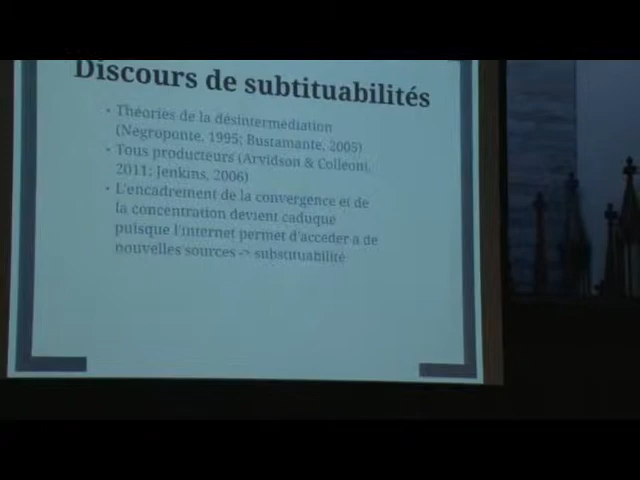 Discours de subtituabilités
• Théories de la désintermédiation
(Negroponte, 1995; Bustamante, 2005)
• Tous producteurs (Arvidson & Colleoni,
2011; Jenkins, 2006)
• L'encadrement de la convergence et de
la concentration devient caduque
puisque l'internet permet d'accéder a de
nouvelles sources -> substituabilité